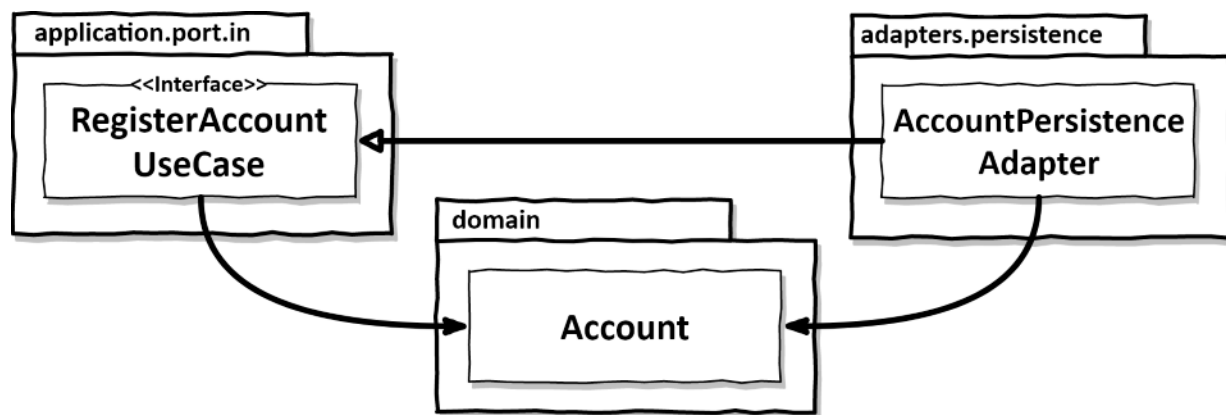 application.port.in
<<Interface>>
RegisterAccount
UseCase
adapters.persistence
AccountPersistence
Adapter
domain
Account